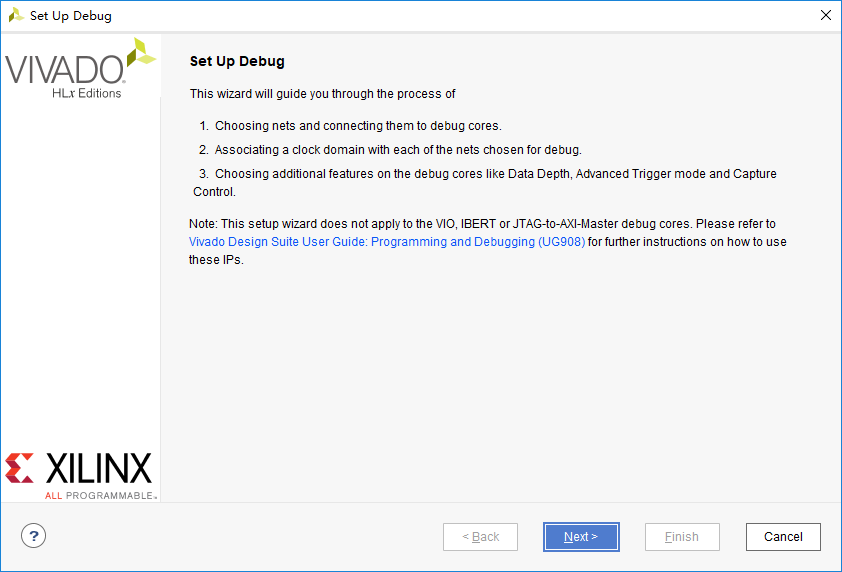 Set Up Debug
VIVADO
HLx Editions
Set Up Debug
This wizard will guide you through the process of
1. Choosing nets and connecting them to debug cores.
2. Associating a clock domain with each of the nets chosen for debug.
3. Choosing additional features on the debug cores like Data Depth, Advanced Trigger mode and Capture
Control.
Note: This setup wizard does not apply to the VIO, IBERT or JTAG-to-AXI-Master debug cores. Please refer to
Vivado Design Suite User Guide: Programming and Debugging (UG908) for further instructions on how to use
these IPs.
XILINX
ALL PROGRAMMABLE™
?
< Back
Next >
Finish
Cancel